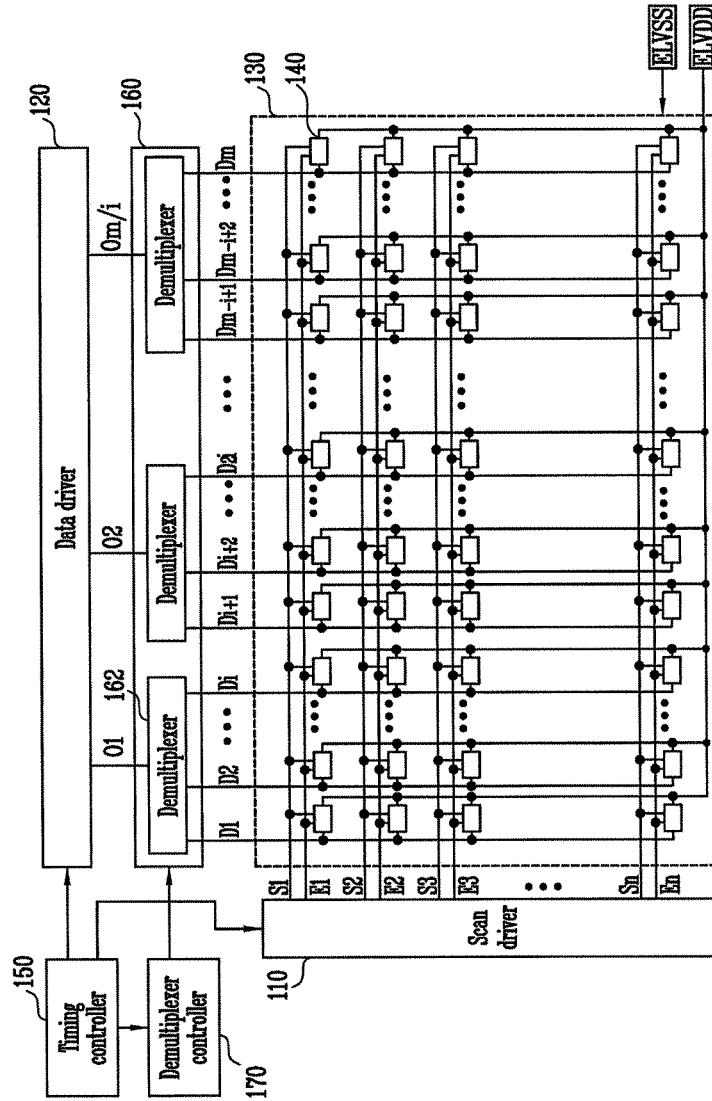 120
Data driver
160
O1
O2
Om/i
162
Demultiplexer
Demultiplexer
Demultiplexer
150
Timing
controller
Demultiplexer
controller
170
D1
D2
Di
Di+1
Di+2
Dá
Dm-i+1
Dm-i+2
Dm
130
140
S1
E1
S2
E2
S3
E3
Sn
En
Scan
driver
110
ELVSS
ELVDD